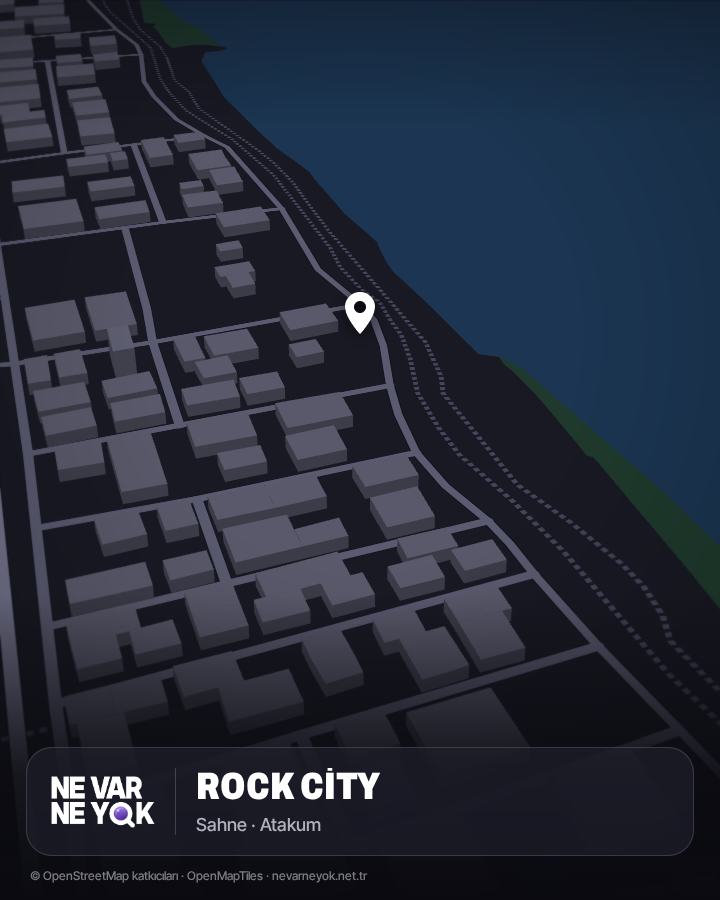 NE VAR
NE YOK
ROCK CİTY
Sahne · Atakum
© OpenStreetMap katkıcıları · OpenMapTiles · nevarneyok.net.tr